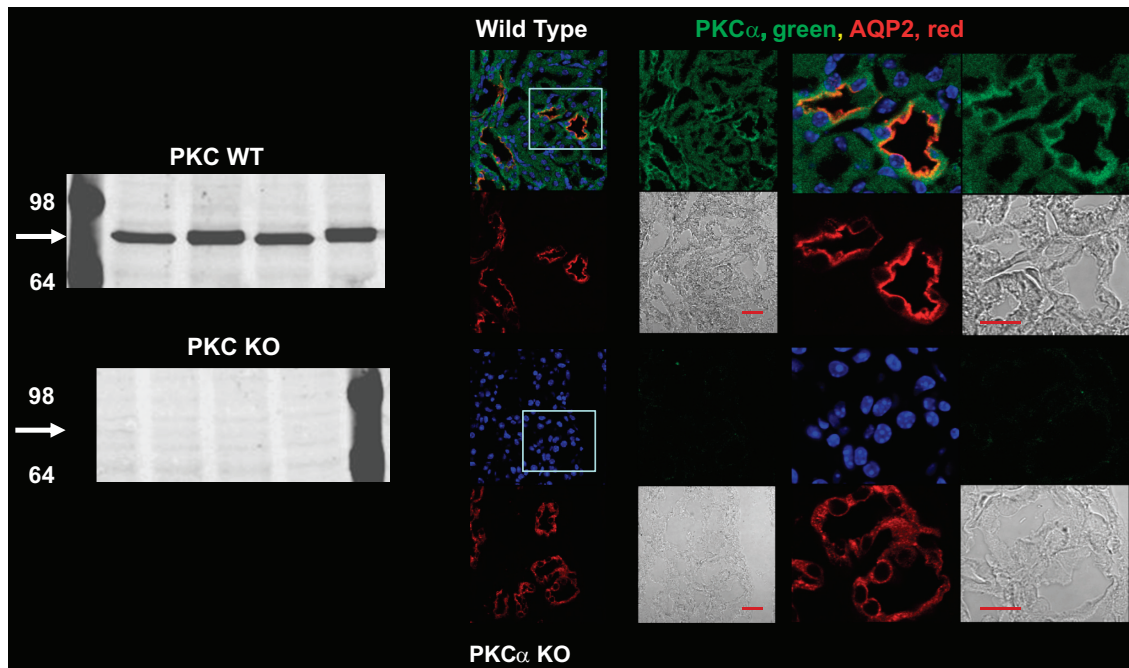 Wild Type
PKCα, green, AQP2, red
PKC WT
98
64
PKC KO
98
64
PKCα KO